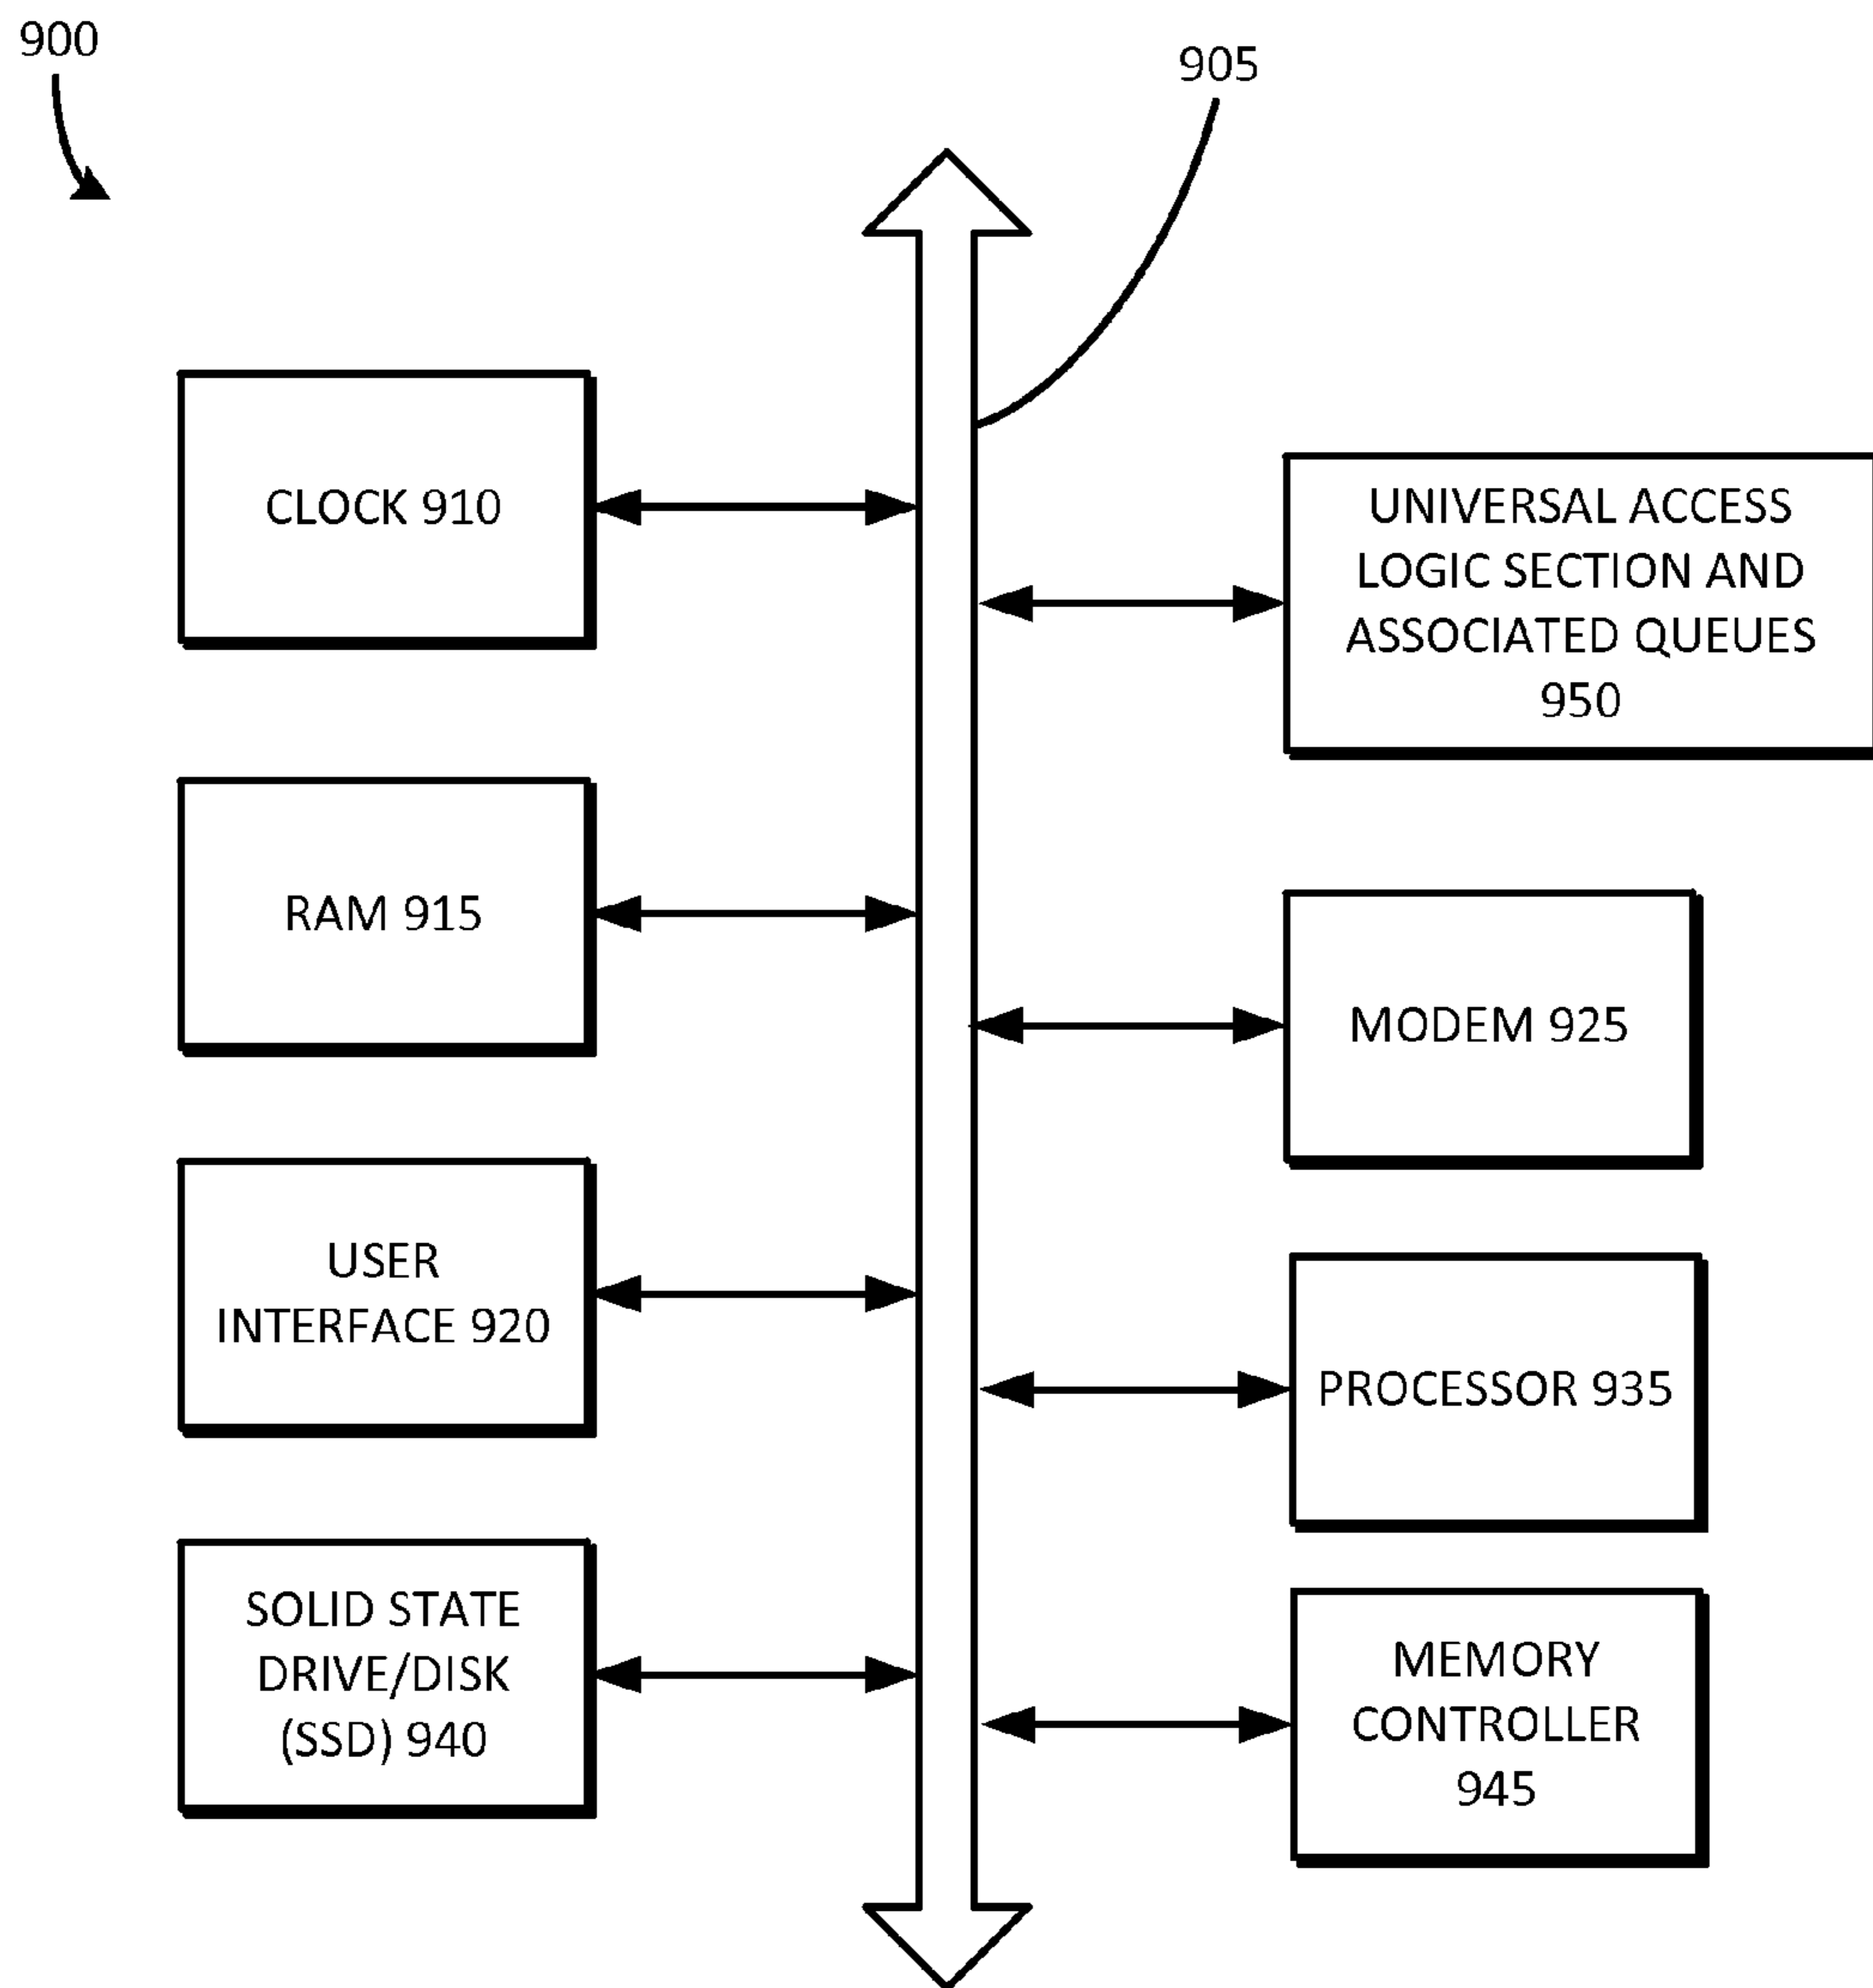 900
905
CLOCK 910
UNIVERSAL ACCESS
LOGIC SECTION AND
ASSOCIATED QUEUES
950
RAM 915
MODEM 925
USER
INTERFACE 920
PROCESSOR 935
SOLID STATE
DRIVE/DISK
(SSD) 940
MEMORY
CONTROLLER
945